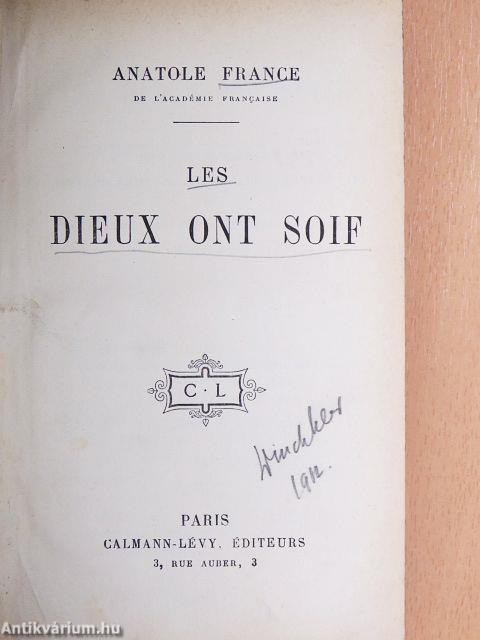 ANATOLE FRANCE
DE L'ACADÉMIE FRANÇAISE
LES
DIEUX ONT SOIF
C · L
1912.
PARIS
CALMANN-LÉVY, ÉDITEURS
3, RUE AUBER, 3
Antikvárium.hu